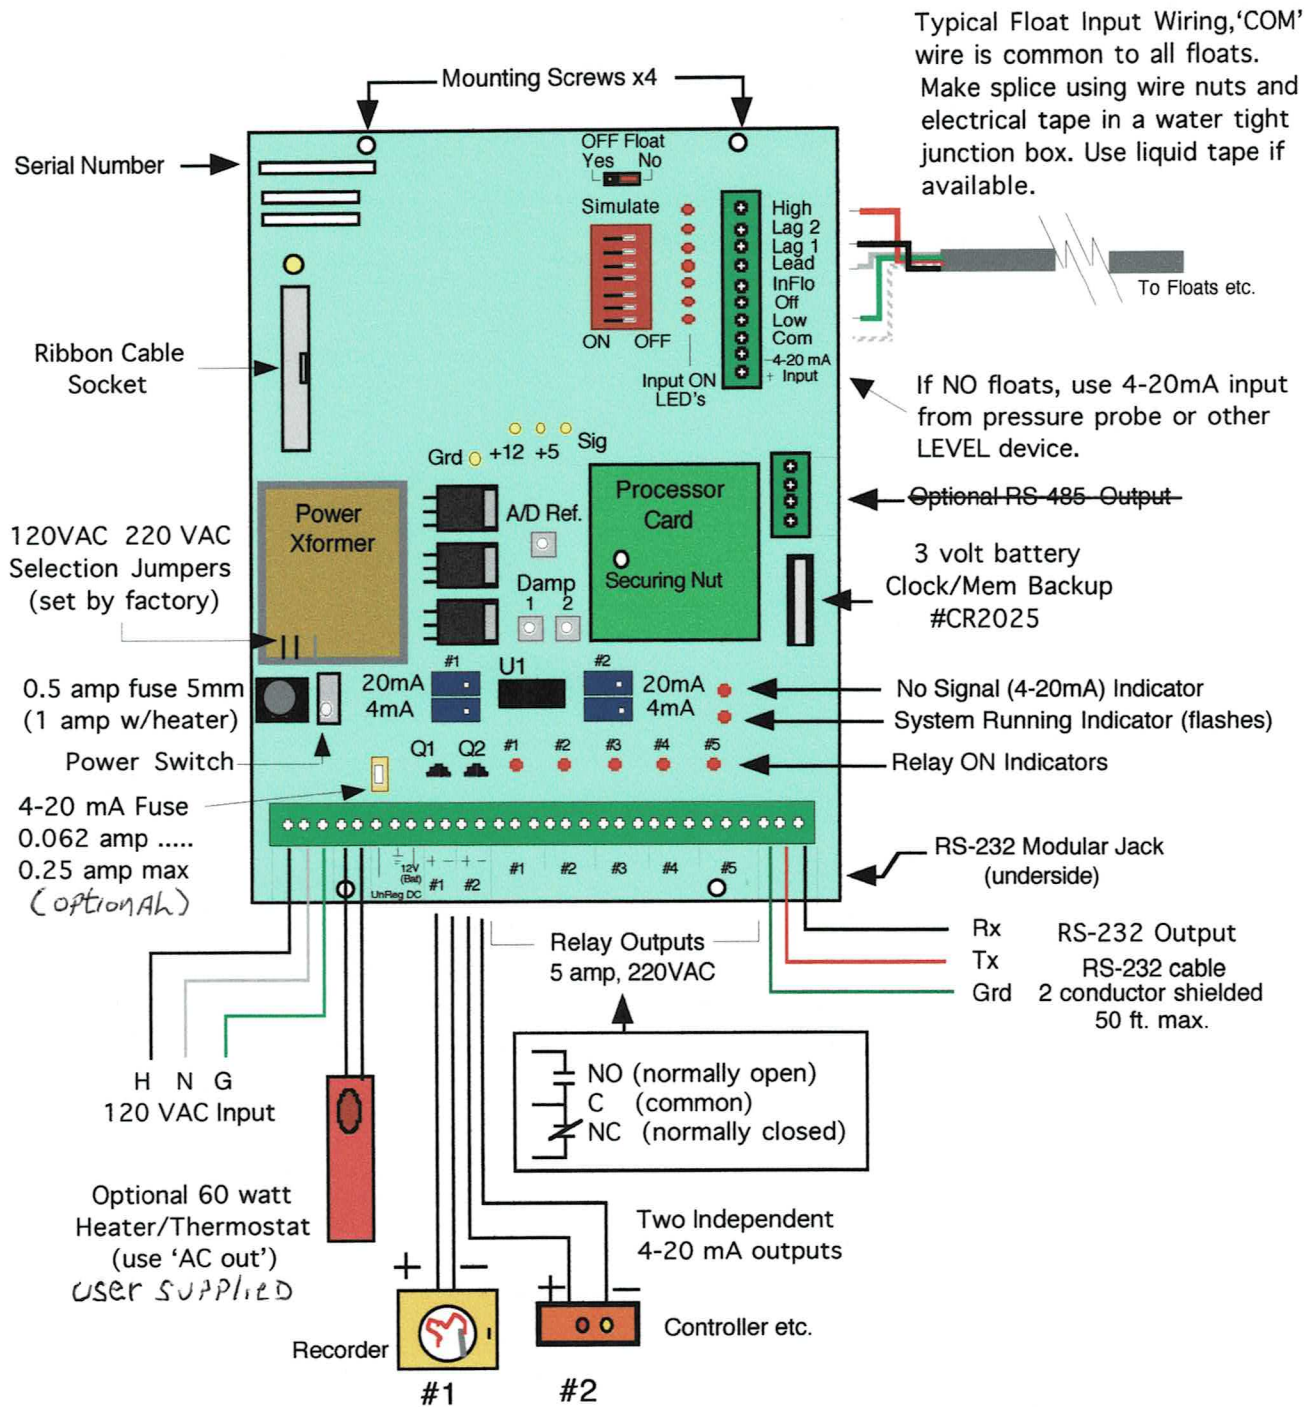 Typical Float Input Wiring,'COM'
wire is common to all floats.
Make splice using wire nuts and
electrical tape in a water tight
junction box. Use liquid tape if
available.
Mounting Screws x4
Serial Number
OFF Float
Yes No
Simulate
High
Lag 2
Lag 1
Lead
InFlo
Off
Low
Com
- 4-20 mA
+ Input
ON OFF
Input ON
LED's
To Floats etc.
Ribbon Cable
Socket
If NO floats, use 4-20mA input
from pressure probe or other
LEVEL device.
Grd +12 +5 Sig
Optional RS-485 Output
Power
Xformer
A/D Ref.
Processor
Card
Securing Nut
Damp
1 2
120VAC 220 VAC
Selection Jumpers
(set by factory)
3 volt battery
Clock/Mem Backup
#CR2025
#1 U1 #2
20mA
4mA
20mA
4mA
0.5 amp fuse 5mm
(1 amp w/heater)
No Signal (4-20mA) Indicator
System Running Indicator (flashes)
Power Switch
Q1 Q2 #1 #2 #3 #4 #5
Relay ON Indicators
4-20 mA Fuse
0.062 amp .....
0.25 amp max
(optionAL)
12V
(Bat)
UnReg DC
+ - + -
#1 #2
#1 #2 #3 #4 #5
RS-232 Modular Jack
(underside)
Relay Outputs
5 amp, 220VAC
Rx
Tx
Grd
RS-232 Output
RS-232 cable
2 conductor shielded
50 ft. max.
NO (normally open)
C (common)
NC (normally closed)
H N G
120 VAC Input
Optional 60 watt
Heater/Thermostat
(use 'AC out')
user suppliED
Two Independent
4-20 mA outputs
+ -
+ -
Recorder
Controller etc.
#1 #2